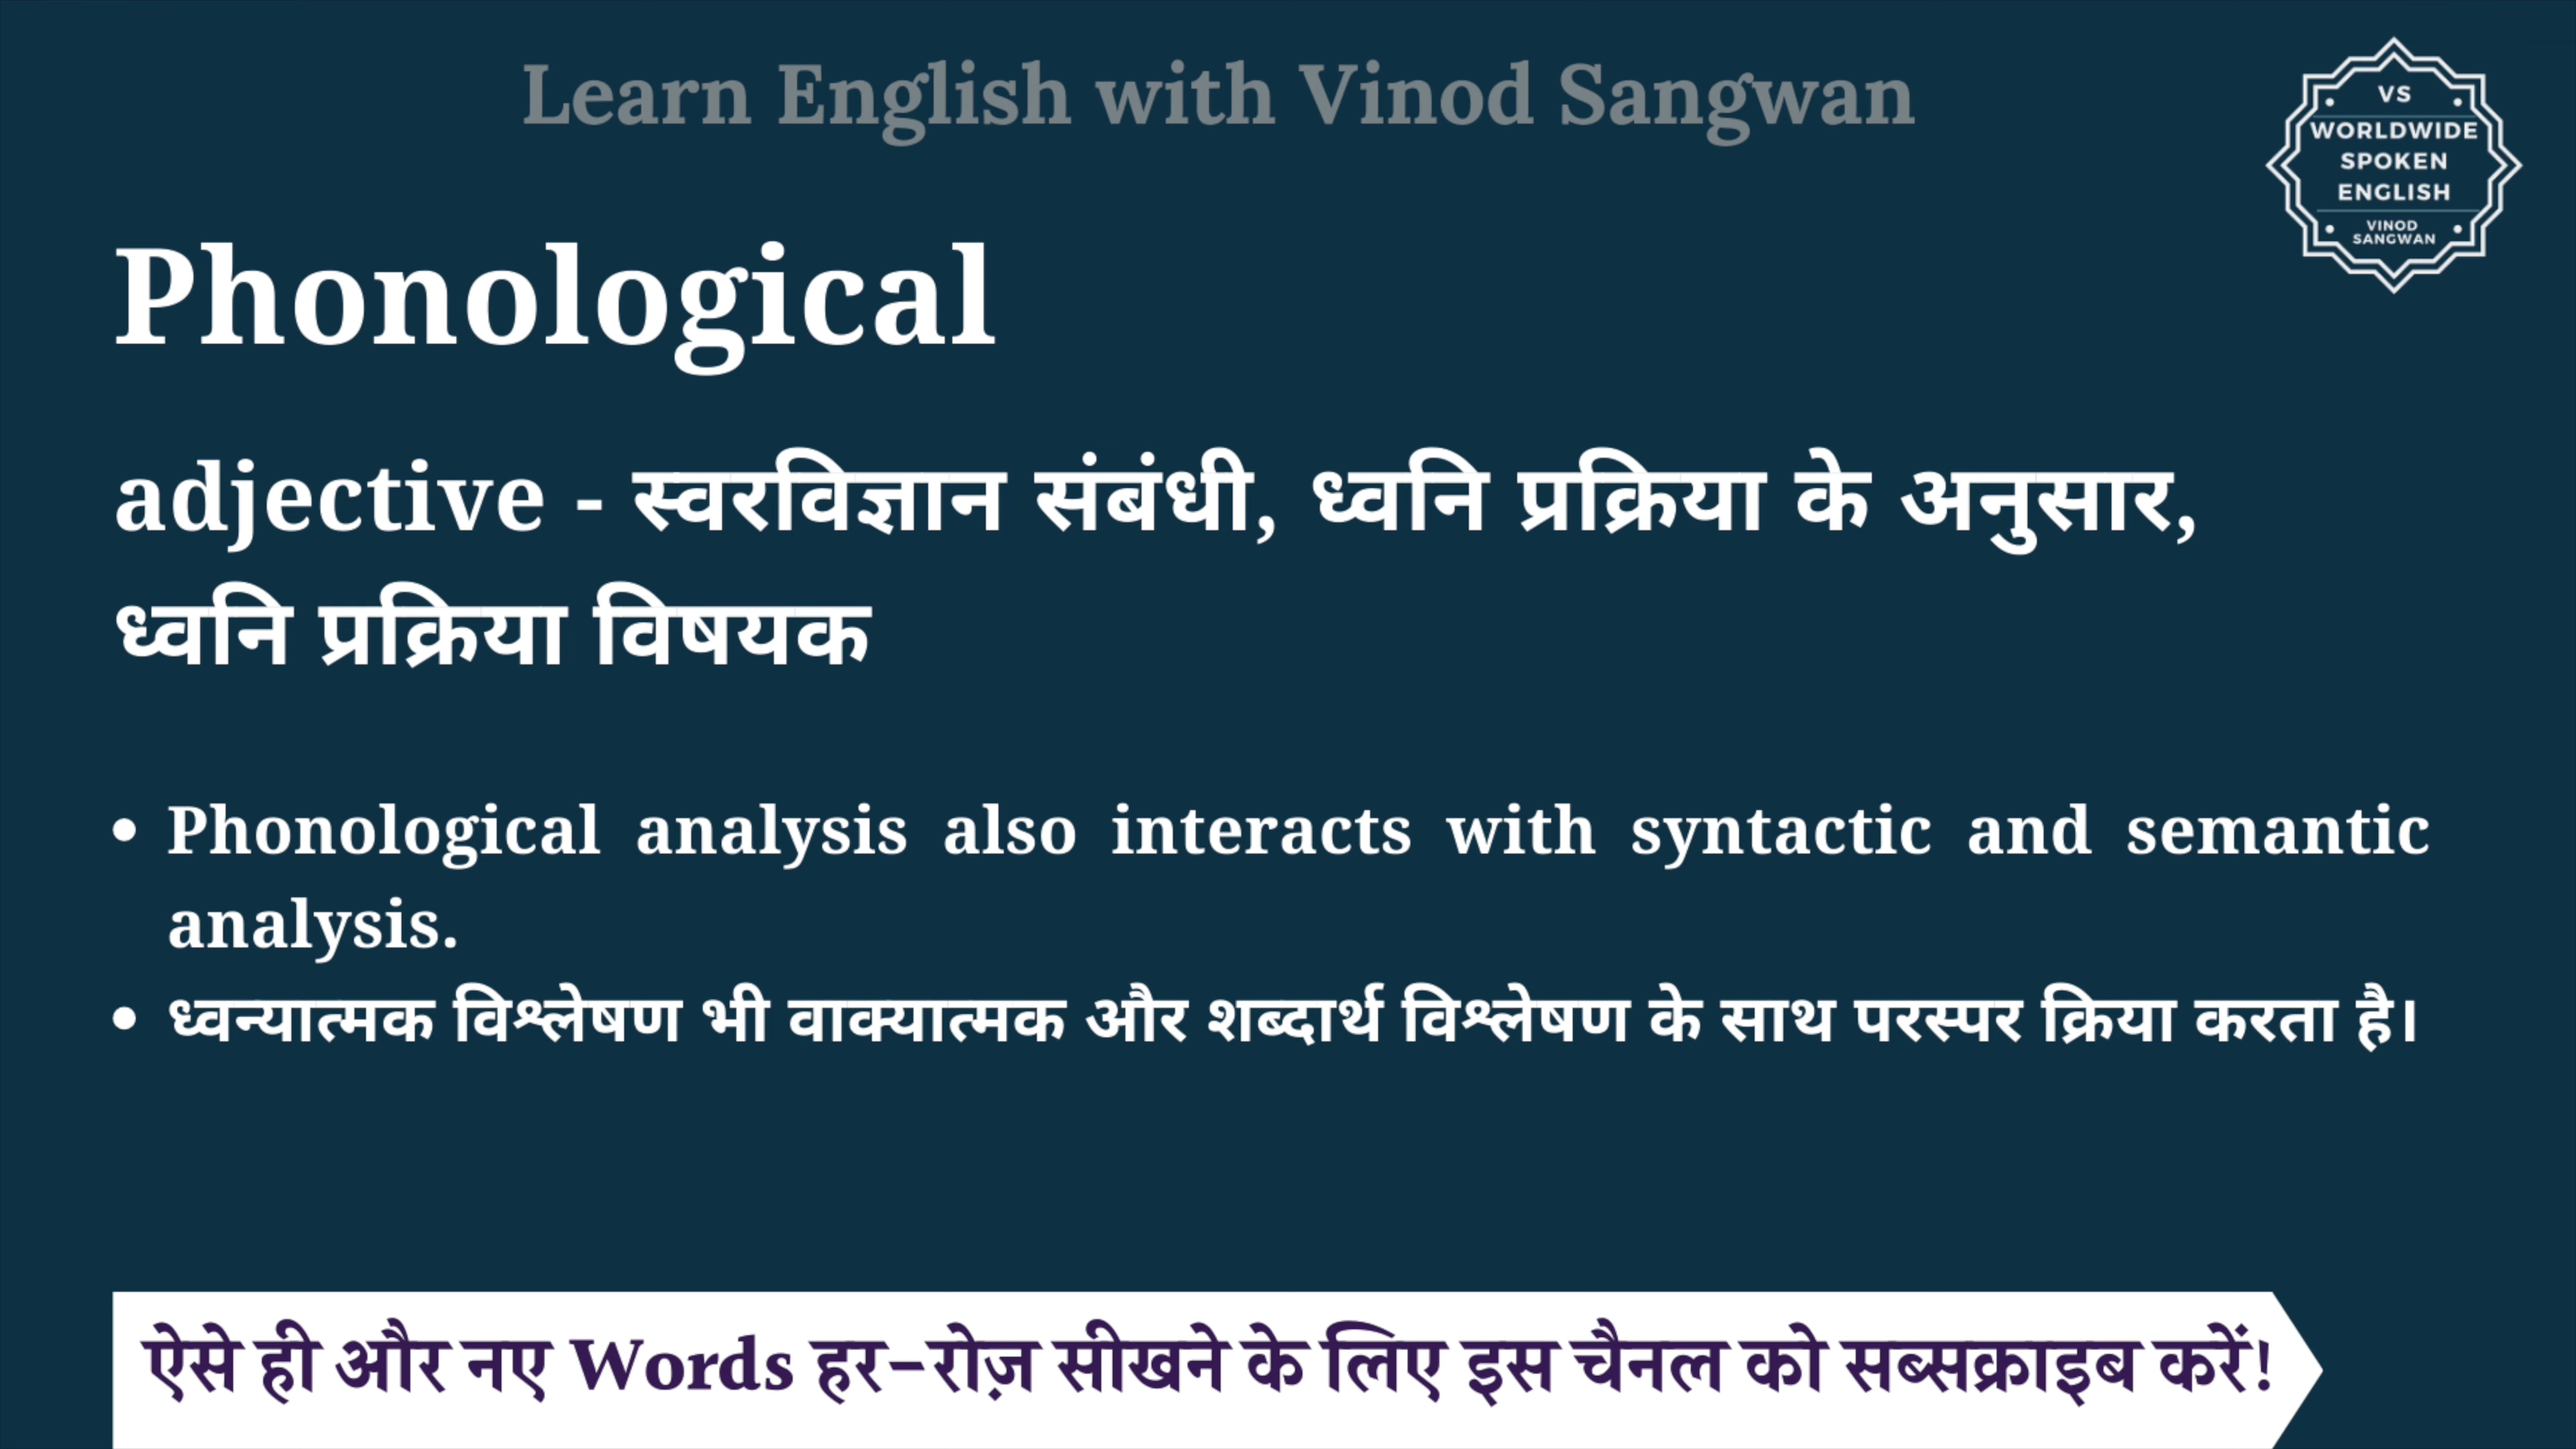 Learn English with Vinod Sangwan
VS
WORLDWIDE
SPOKEN
ENGLISH
VINOD
SANGWAN
Phonological
adjective - स्वरविज्ञान संबंधी, ध्वनि प्रक्रिया के अनुसार,
ध्वनि प्रक्रिया विषयक
• Phonological analysis also interacts with syntactic and semantic
analysis.
• ध्वन्यात्मक विश्लेषण भी वाक्यात्मक और शब्दार्थ विश्लेषण के साथ परस्पर क्रिया करता है।
ऐसे ही और नए Words हर-रोज़ सीखने के लिए इस चैनल को सब्सक्राइब करें!